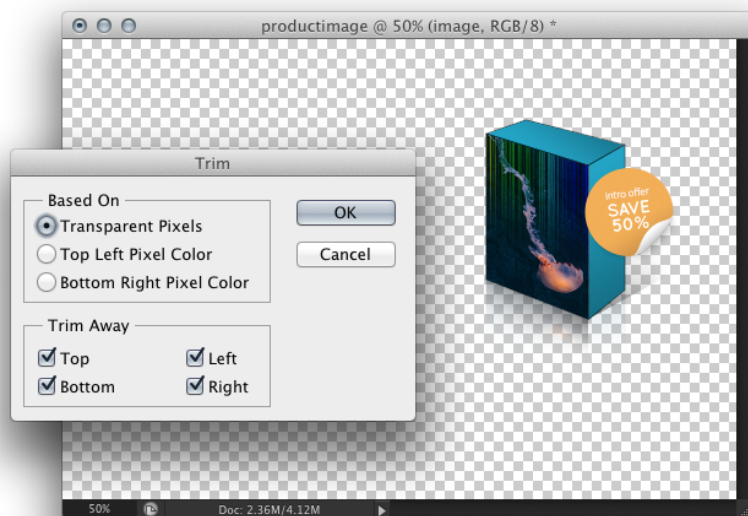 productimage @ 50% (image, RGB/8) *
Trim
Based On
Transparent Pixels
Top Left Pixel Color
Bottom Right Pixel Color
OK
Cancel
Trim Away
Top
Left
Bottom
Right
intro offer
SAVE
50%
50%
Doc: 2.36M/4.12M